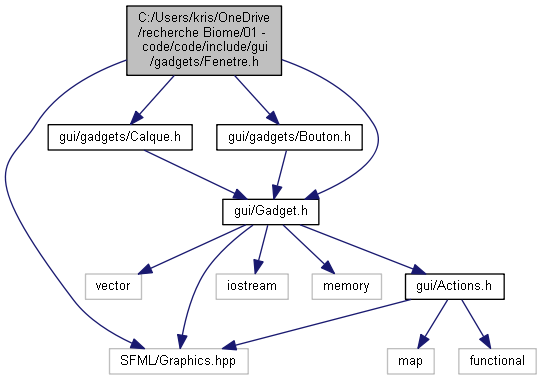 C:/Users/kris/OneDrive
/recherche Biome/01 -
code/code/include/gui
/gadgets/Fenetre.h
gui/gadgets/Calque.h
gui/gadgets/Bouton.h
gui/Gadget.h
vector
iostream
memory
gui/Actions.h
SFML/Graphics.hpp
map
functional